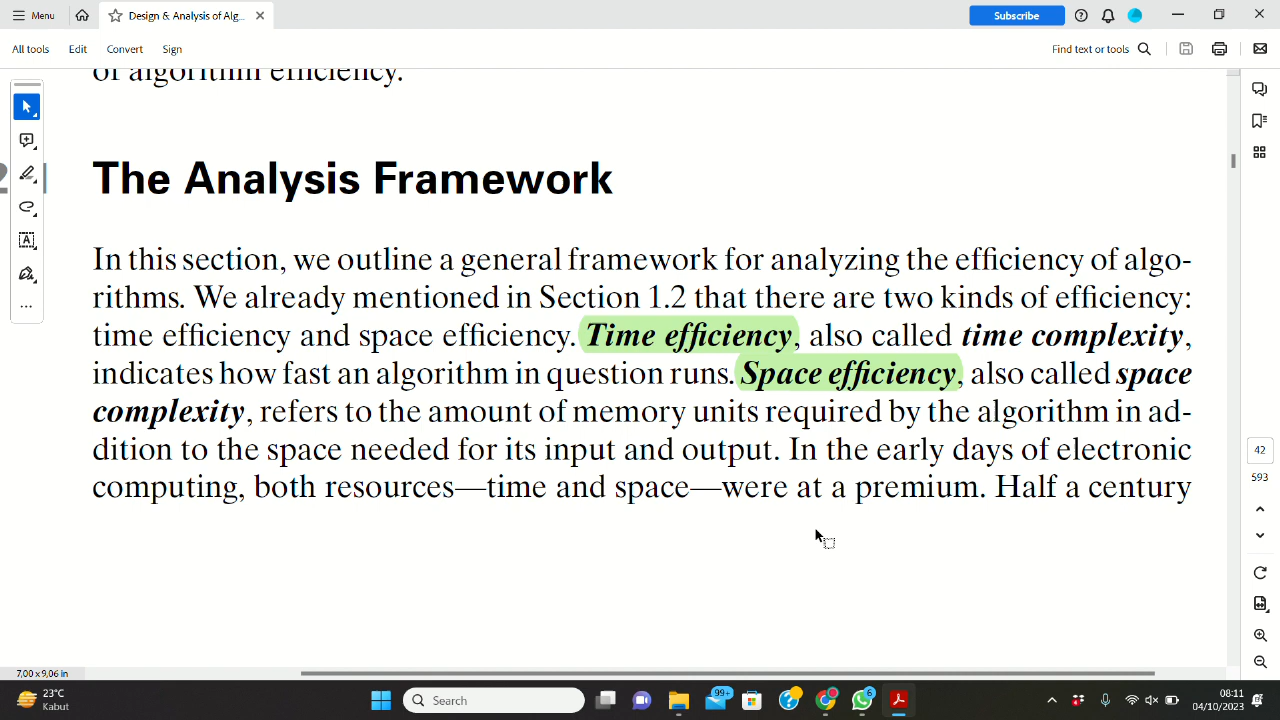 Menu
Design & Analysis of Alg...
Subscribe
All tools Edit Convert Sign
Find text or tools
of algorithm efficiency.
2
The Analysis Framework
In this section, we outline a general framework for analyzing the efficiency of algo-
rithms. We already mentioned in Section 1.2 that there are two kinds of efficiency:
time efficiency and space efficiency. Time efficiency, also called time complexity,
indicates how fast an algorithm in question runs. Space efficiency, also called space
complexity, refers to the amount of memory units required by the algorithm in ad-
dition to the space needed for its input and output. In the early days of electronic
computing, both resources—time and space—were at a premium. Half a century
42
593
7,00 x 9,06 in
23°C
Kabut
Search
99+
6
08:11
04/10/2023